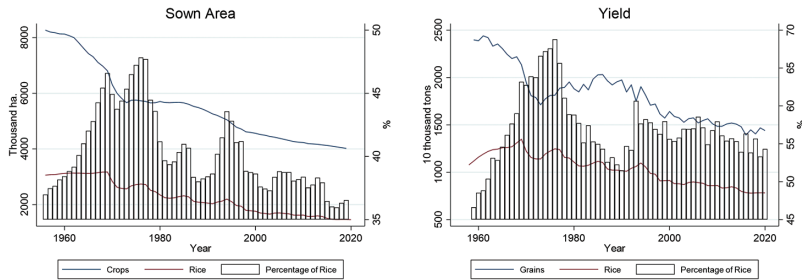 Sown Area
Thousand ha.
8000
6000
4000
2000
50
45
40
35
%
1960
1980
2000
2020
Year
Crops
Rice
Percentage of Rice
Yield
10 thousand tons
2500
2000
1500
1000
500
70
65
60
55
50
45
%
1960
1980
2000
2020
Year
Grains
Rice
Percentage of Rice